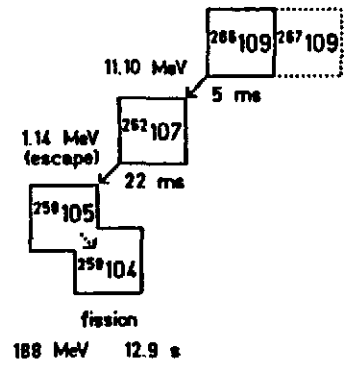 ²⁶⁶109 ²⁶⁷109
11.10 MeV
5 ms
²⁶²107
1.14 MeV
(escape)
22 ms
²⁵⁸105
²⁵⁸104
fission
188 MeV 12.9 s